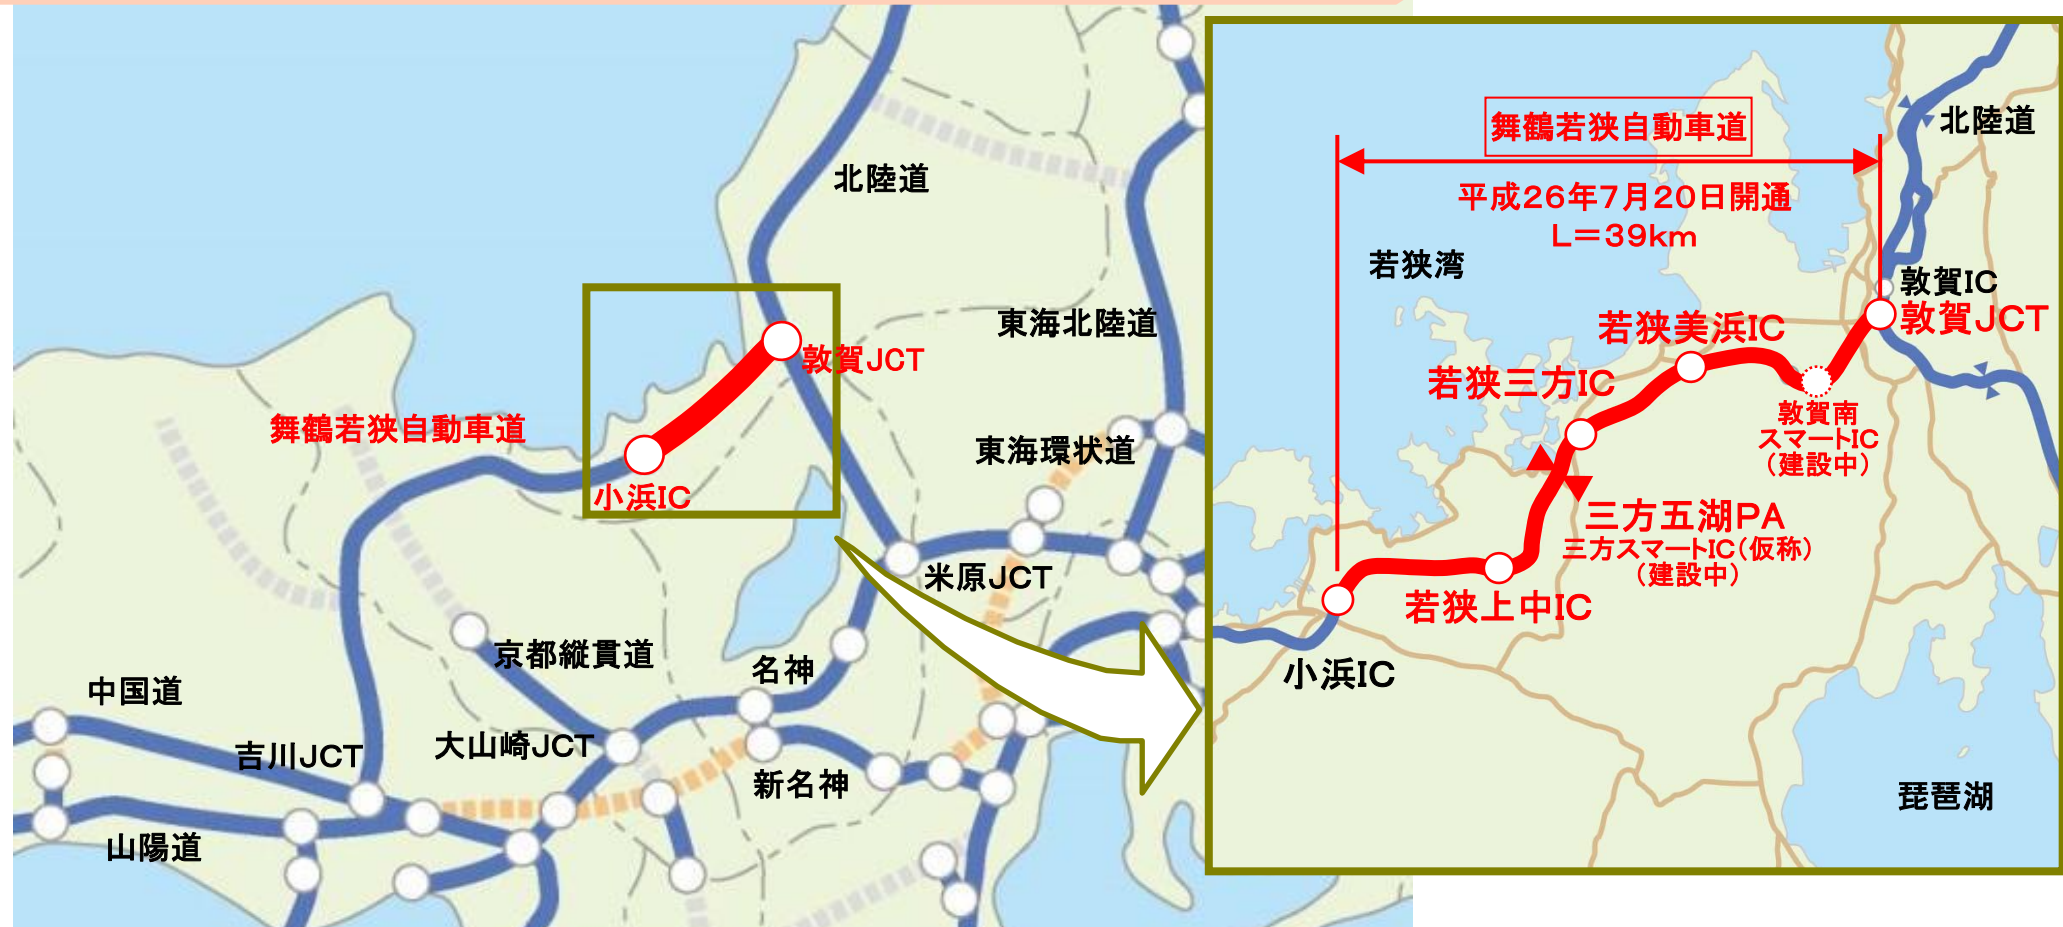 北陸道
東海北陸道
敦賀JCT
舞鶴若狭自動車道
東海環状道
小浜IC
米原JCT
京都縦貫道
名神
中国道
吉川JCT
大山崎JCT
新名神
山陽道
舞鶴若狭自動車道
北陸道
平成26年7月20日開通
L=39km
若狭湾
敦賀IC
敦賀JCT
若狭美浜IC
若狭三方IC
敦賀南
スマートIC
(建設中)
三方五湖PA
三方スマートIC(仮称)
(建設中)
若狭上中IC
小浜IC
琵琶湖